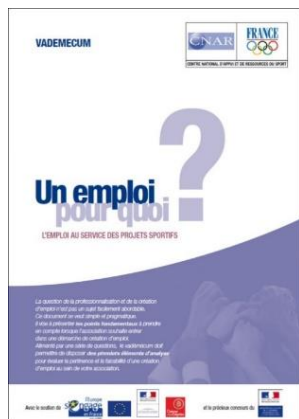 VADEMECUM
CNAR
FRANCE
CENTRE NATIONAL D'APPUI ET DE RESSOURCES DU SPORT
?
Un emploi
pour quoi
L'EMPLOI AU SERVICE DES PROJETS SPORTIFS
La question de la professionnalisation et de la création
d'emploi n'est pas un sujet facilement abordable.
Ce document se veut simple et pragmatique.
Il vise à présenter les points fondamentaux à prendre
en compte lorsque l'association souhaite entrer
dans une démarche de création d'emploi.
Alimenté par une série de questions, le vademecum doit
permettre de disposer des premiers éléments d'analyse
pour évaluer la pertinence et la faisabilité d'une création
d'emploi au sein de votre association.
Avec le soutien du
et le précieux concours du